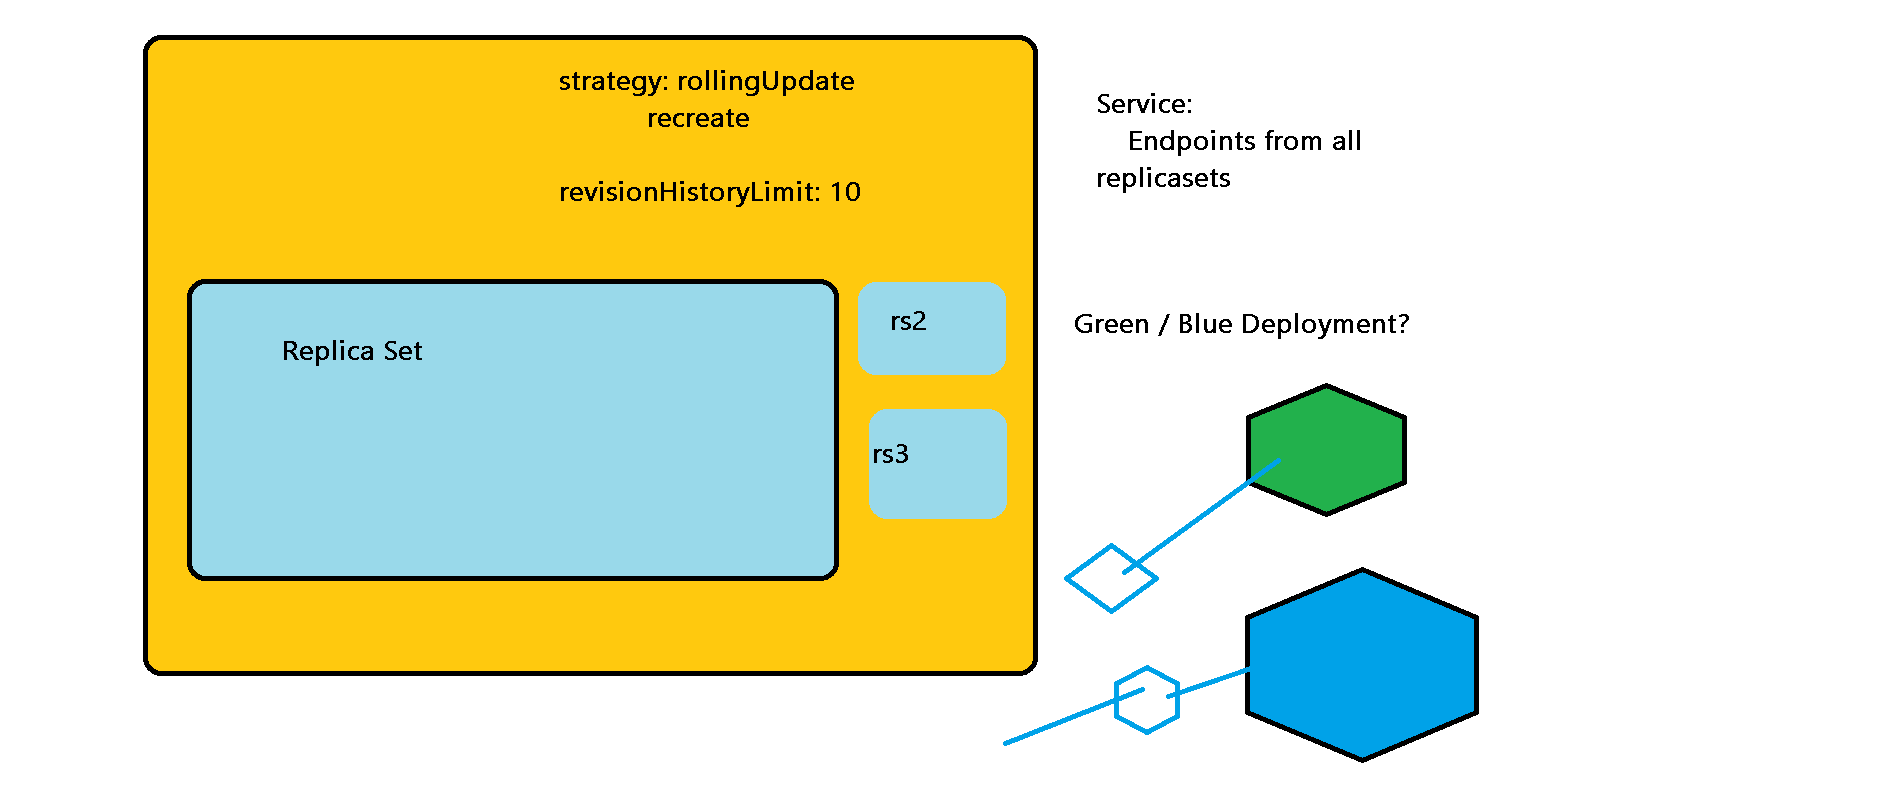 strategy: rollingUpdate
recreate
revisionHistoryLimit: 10
Replica Set
rs2
rs3
Service:
Endpoints from all
replicasets
Green / Blue Deployment?